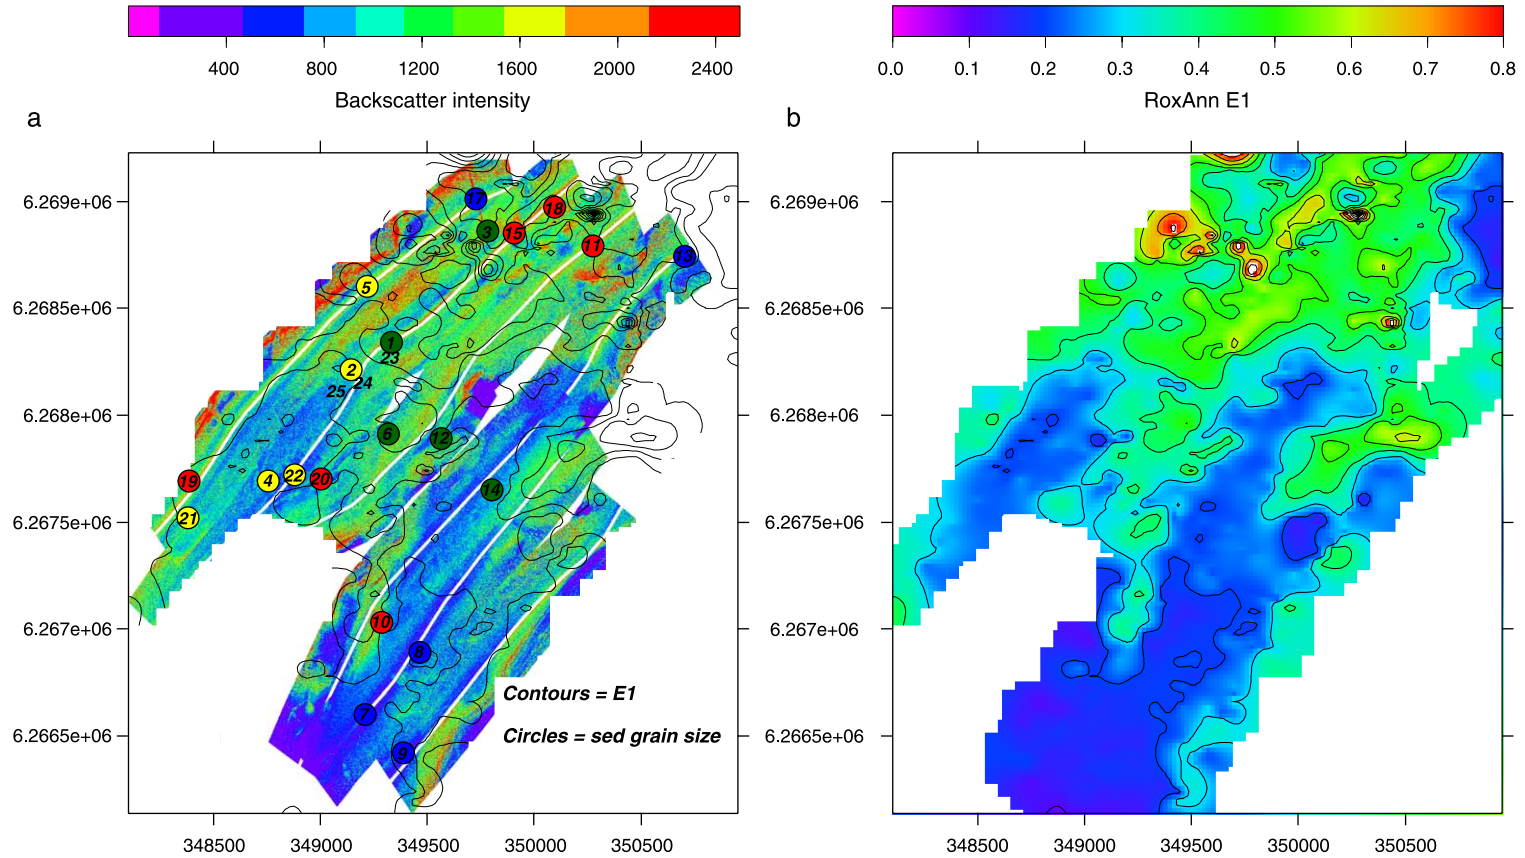 400 800 1200 1600 2000 2400
Backscatter intensity
0.0 0.1 0.2 0.3 0.4 0.5 0.6 0.7 0.8
RoxAnn E1
a
b
6.269e+06
6.2685e+06
6.268e+06
6.2675e+06
6.267e+06
6.2665e+06
17
18
3
15
11
13
5
1
23
2
24
25
6
12
19
4
22
20
14
21
10
8
7
9
Contours = E1
Circles = sed grain size
348500 349000 349500 350000 350500
6.269e+06
6.2685e+06
6.268e+06
6.2675e+06
6.267e+06
6.2665e+06
348500 349000 349500 350000 350500